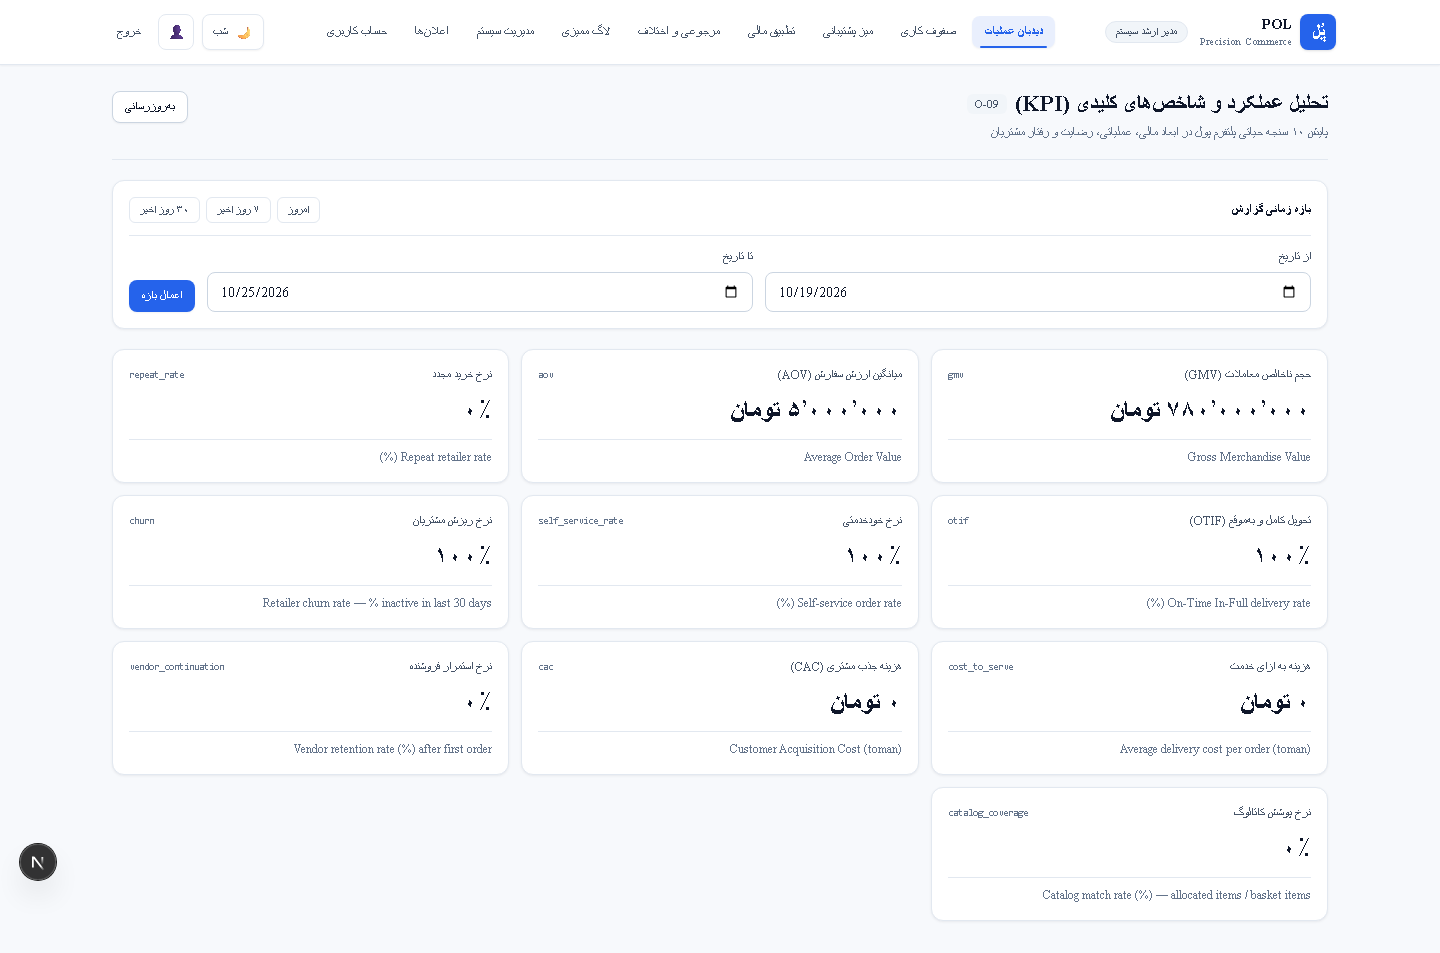 پُل
POL
Precision Commerce
مدیر ارشد سیستم
دیدبان عملیات
صفوف کاری
میز پشتیبانی
تطبیق مالی
مرجوعی و اختلاف
لاگ ممیزی
مدیریت سیستم
اعلان‌ها
حساب کاربری
شب
خروج
تحلیل عملکرد و شاخص‌های کلیدی (KPI)
O-09
پایش ۱۰ سنجه حیاتی پلتفرم پول در ابعاد مالی، عملیاتی، رضایت و رفتار مشتریان
به‌روزرسانی
بازه زمانی گزارش
امروز
۷ روز اخیر
۳۰ روز اخیر
از تاریخ
10/19/2026
تا تاریخ
10/25/2026
اعمال بازه
حجم ناخالص معاملات (GMV)
gmv
۷۸۰٬۰۰۰٬۰۰۰ تومان
Gross Merchandise Value
میانگین ارزش سفارش (AOV)
aov
۵٬۰۰۰٬۰۰۰ تومان
Average Order Value
نرخ خرید مجدد
repeat_rate
۰٪
Repeat retailer rate (%)
تحویل کامل و به‌موقع (OTIF)
otif
۱۰۰٪
On-Time In-Full delivery rate (%)
نرخ خودخدمتی
self_service_rate
۱۰۰٪
Self-service order rate (%)
نرخ ریزش مشتریان
churn
۱۰۰٪
Retailer churn rate — % inactive in last 30 days
هزینه به ازای خدمت
cost_to_serve
۰ تومان
Average delivery cost per order (toman)
هزینه جذب مشتری (CAC)
cac
۰ تومان
Customer Acquisition Cost (toman)
نرخ استمرار فروشنده
vendor_continuation
۰٪
Vendor retention rate (%) after first order
نرخ پوشش کاتالوگ
catalog_coverage
۰٪
Catalog match rate (%) — allocated items / basket items
N